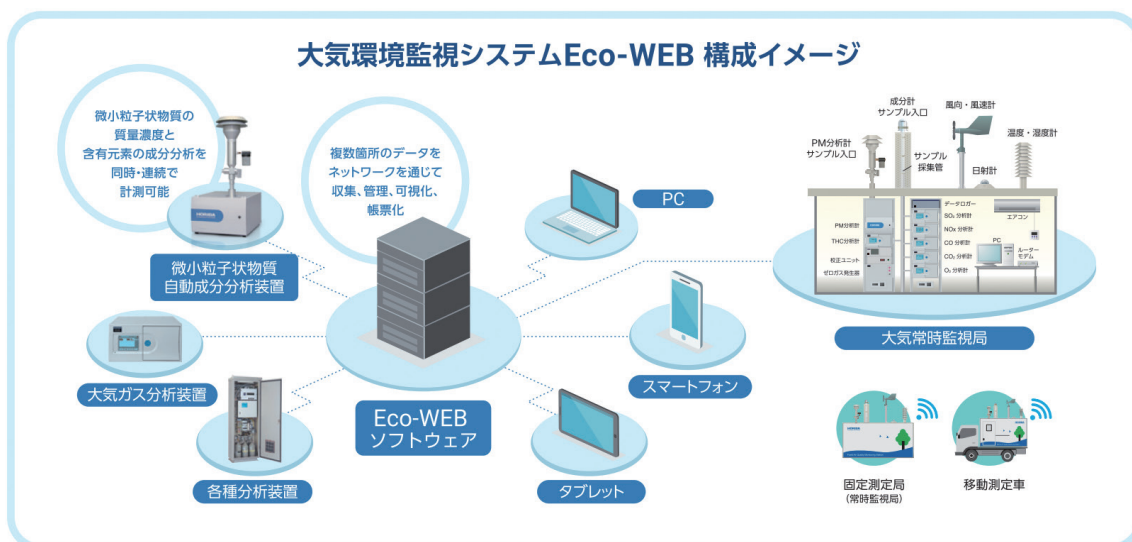 大気環境監視システムEco-WEB 構成イメージ
微小粒子状物質の
質量濃度と
含有元素の成分分析を
同時・連続で
計測可能
複数箇所のデータを
ネットワークを通じて
収集、管理、可視化、
帳票化
微小粒子状物質
自動成分分析装置
大気ガス分析装置
各種分析装置
Eco-WEB
ソフトウェア
PC
スマートフォン
タブレット
成分計
サンプル入口
風向・風速計
PM分析計
サンプル入口
サンプル
採集管
日射計
温度・湿度計
PM分析計
THC分析計
校正ユニット
ゼロガス発生器
データロガー
SO₂ 分析計
NOx 分析計
CO 分析計
CO₂ 分析計
O₃ 分析計
エアコン
PC
ルーター
モデム
大気常時監視局
固定測定局
(常時監視局)
移動測定車